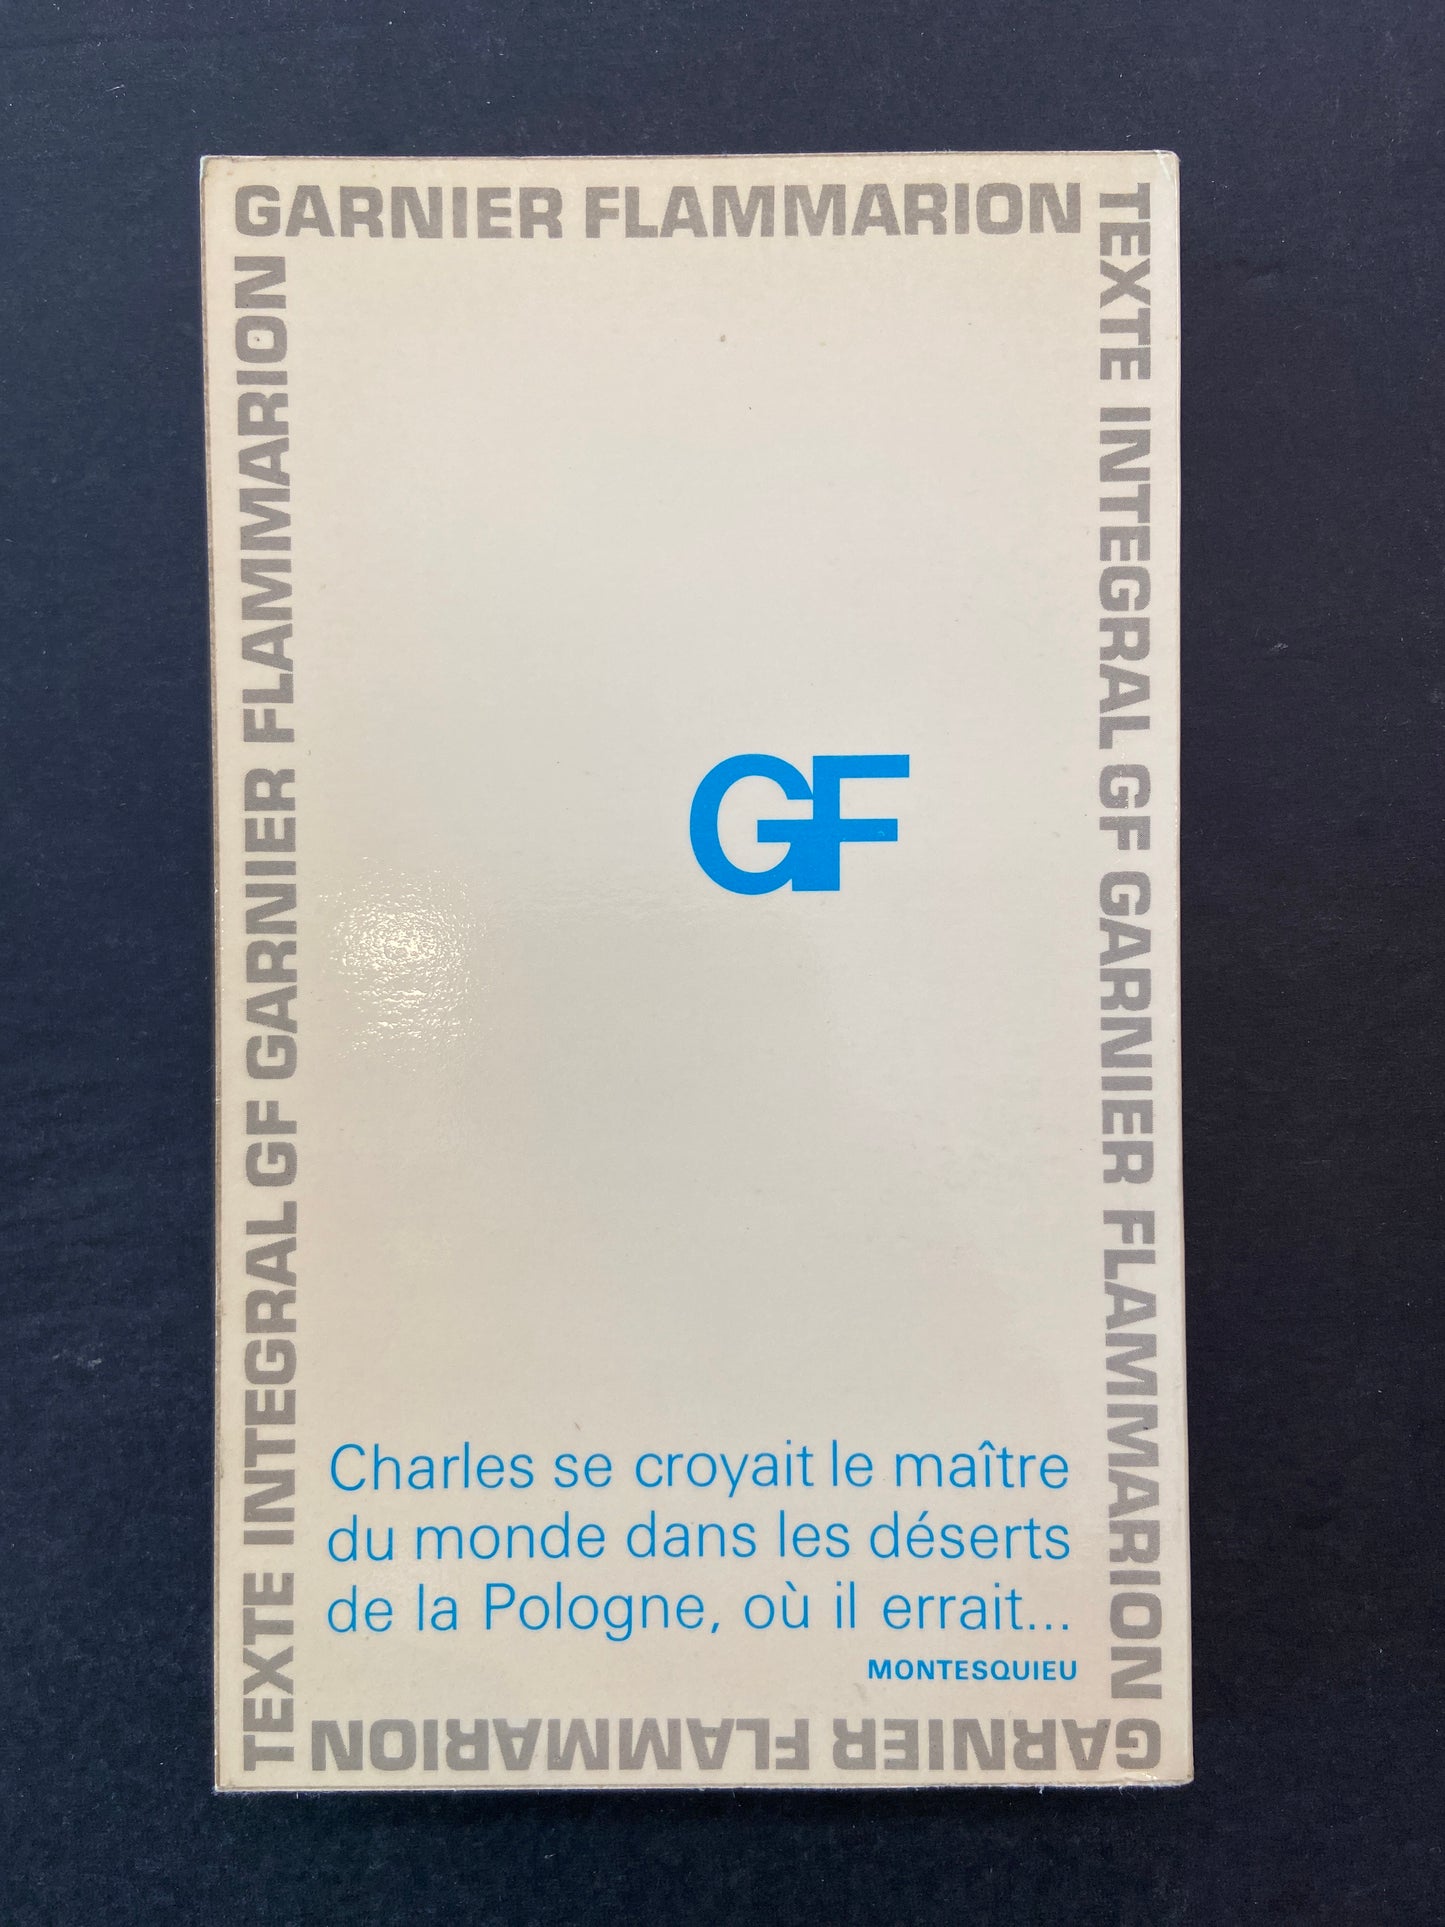 GARNIER FLAMMARION
TEXTE INTEGRAL GF GARNIER FLAMMARION
TEXTE INTEGRAL GF GARNIER FLAMMARION
GF
Charles se croyait le maître
du monde dans les déserts
de la Pologne, où il errait...
MONTESQUIEU
GARNIER FLAMMARION